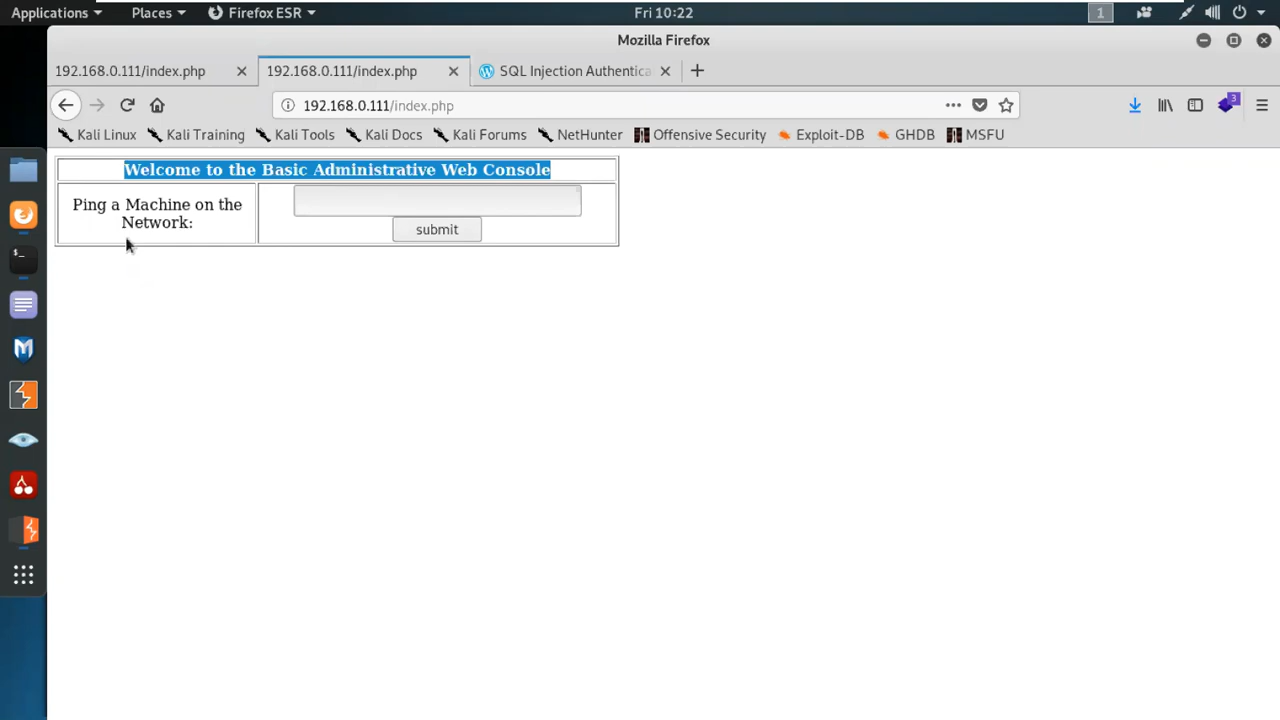 Applications Places Firefox ESR Fri 10:22 1
Mozilla Firefox
192.168.0.111/index.php 192.168.0.111/index.php SQL Injection Authentica
192.168.0.111/index.php 3
Kali Linux Kali Training Kali Tools Kali Docs Kali Forums NetHunter Offensive Security Exploit-DB GHDB MSFU
Welcome to the Basic Administrative Web Console
Ping a Machine on the
Network:
submit